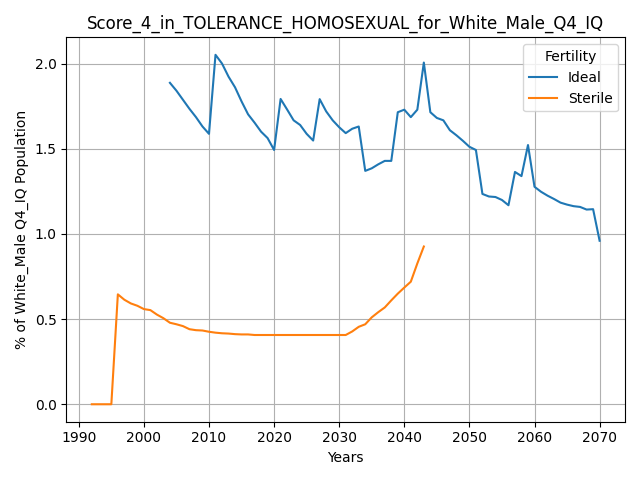 Score_4_in_TOLERANCE_HOMOSEXUAL_for_White_Male_Q4_IQ
Fertility
Ideal
Sterile
% of White_Male Q4_IQ Population
2.0
1.5
1.0
0.5
0.0
1990 2000 2010 2020 2030 2040 2050 2060 2070
Years